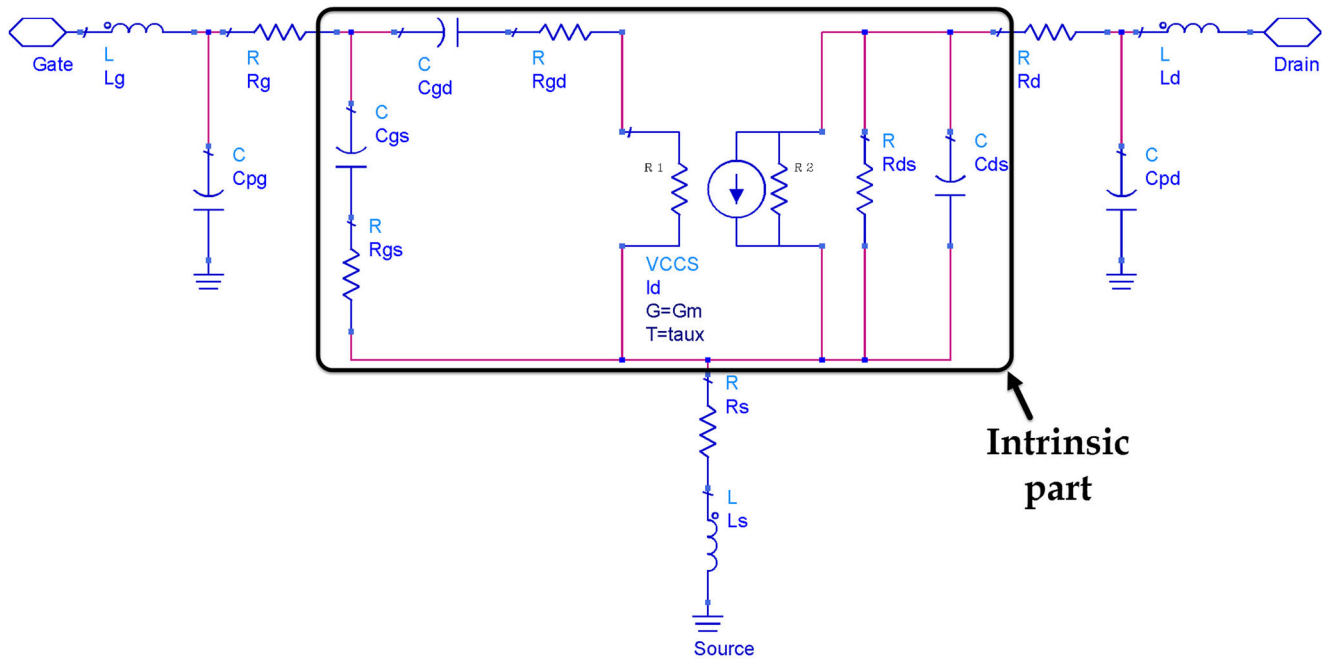 Gate
L
Lg
R
Rg
C
Cpg
C
Cgd
R
Rgd
C
Cgs
R
Rgs
R1
R2
VCCS
Id
G=Gm
T=taux
R
Rds
C
Cds
R
Rd
L
Ld
Drain
C
Cpd
R
Rs
L
Ls
Source
Intrinsic
part